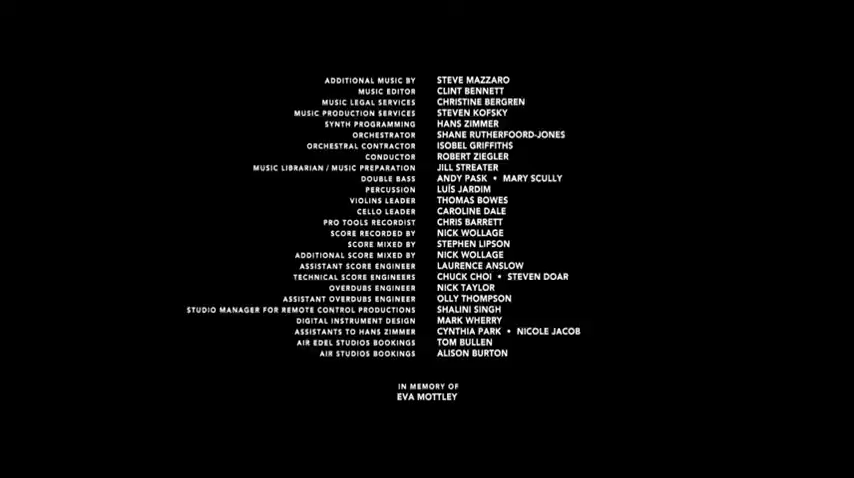 ADDITIONAL MUSIC BY STEVE MAZZARO
MUSIC EDITOR CLINT BENNETT
MUSIC LEGAL SERVICES CHRISTINE BERGREN
MUSIC PRODUCTION SERVICES STEVEN KOFSKY
SYNTH PROGRAMMING HANS ZIMMER
ORCHESTRATOR SHANE RUTHERFOORD-JONES
ORCHESTRAL CONTRACTOR ISOBEL GRIFFITHS
CONDUCTOR ROBERT ZIEGLER
MUSIC LIBRARIAN / MUSIC PREPARATION JILL STREATER
DOUBLE BASS ANDY PASK • MARY SCULLY
PERCUSSION LUÍS JARDIM
VIOLINS LEADER THOMAS BOWES
CELLO LEADER CAROLINE DALE
PRO TOOLS RECORDIST CHRIS BARRETT
SCORE RECORDED BY NICK WOLLAGE
SCORE MIXED BY STEPHEN LIPSON
ADDITIONAL SCORE MIXED BY NICK WOLLAGE
ASSISTANT SCORE ENGINEER LAURENCE ANSLOW
TECHNICAL SCORE ENGINEERS CHUCK CHOI • STEVEN DOAR
OVERDUBS ENGINEER NICK TAYLOR
ASSISTANT OVERDUBS ENGINEER OLLY THOMPSON
STUDIO MANAGER FOR REMOTE CONTROL PRODUCTIONS SHALINI SINGH
DIGITAL INSTRUMENT DESIGN MARK WHERRY
ASSISTANTS TO HANS ZIMMER CYNTHIA PARK • NICOLE JACOB
AIR EDEL STUDIOS BOOKINGS TOM BULLEN
AIR STUDIOS BOOKINGS ALISON BURTON
IN MEMORY OF
EVA MOTTLEY